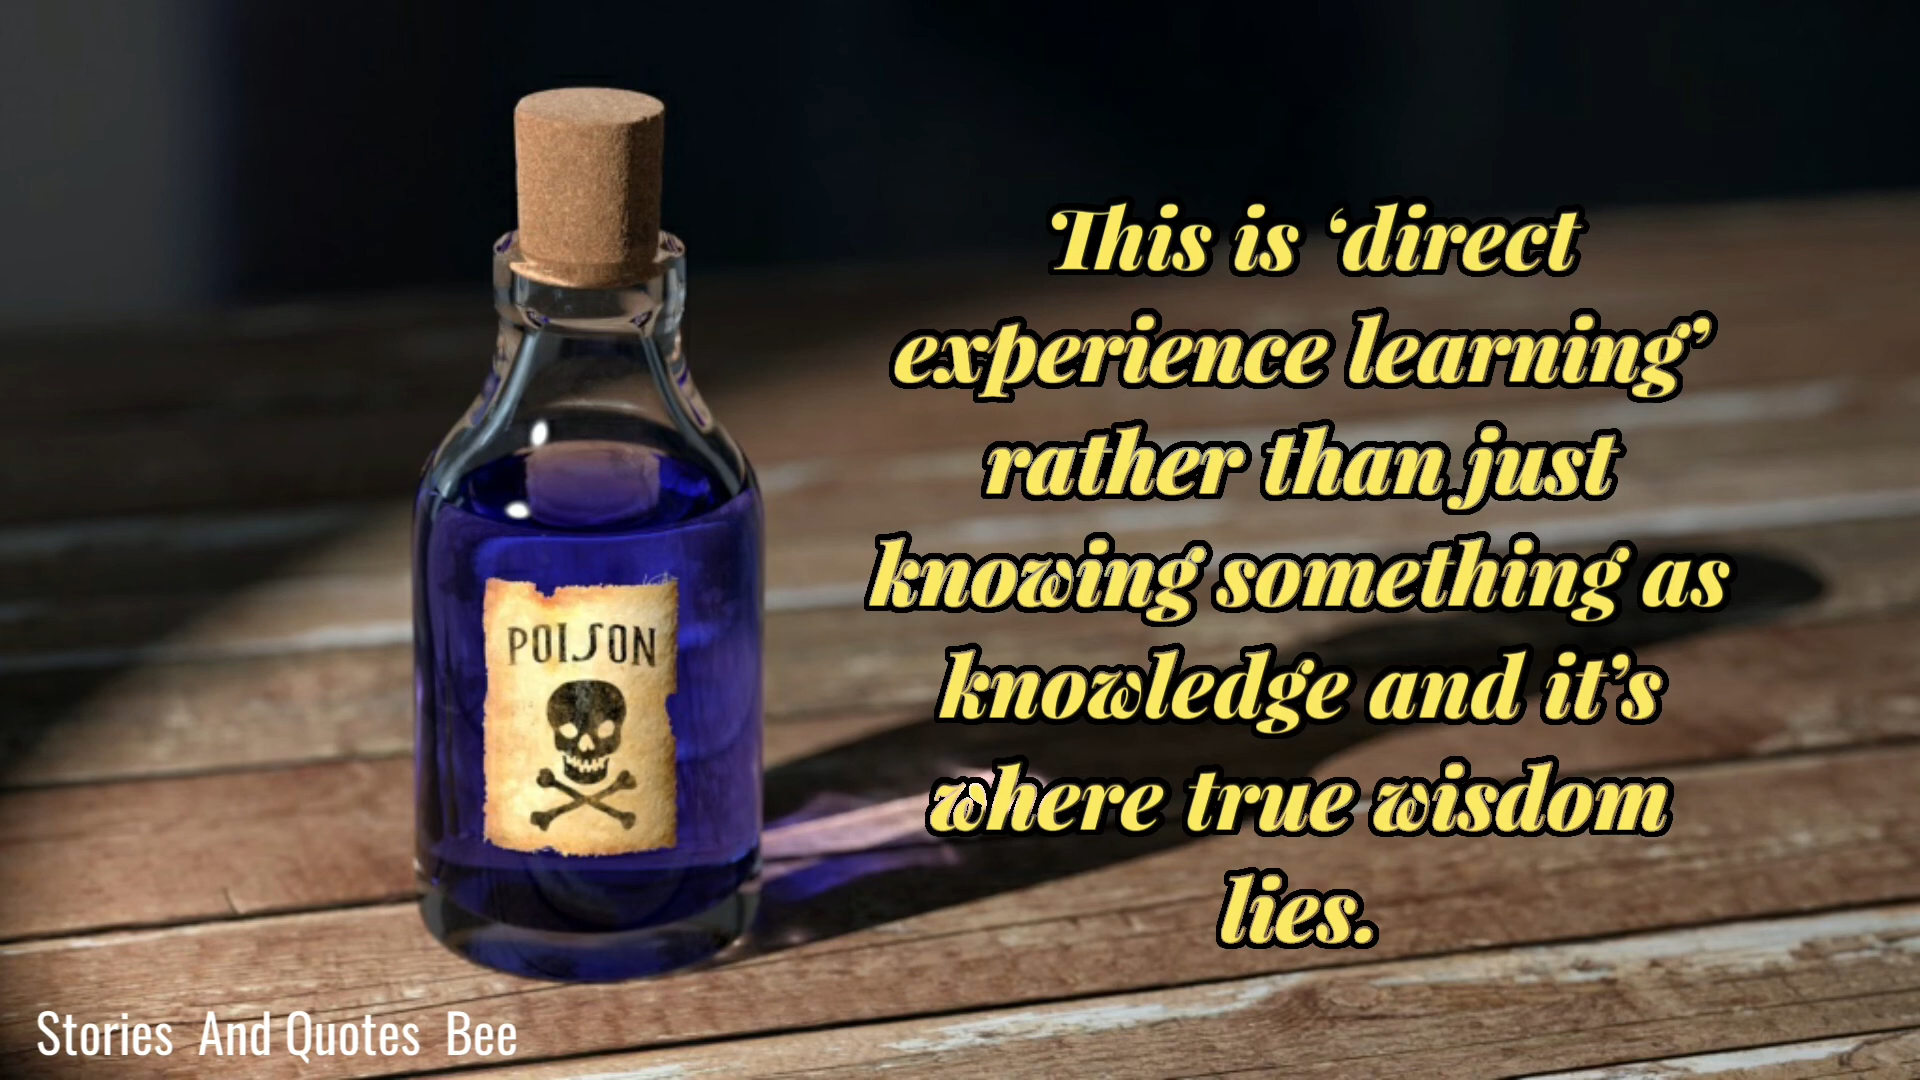 POISON
This is ‘direct
experience learning’
rather than just
knowing something as
knowledge and it’s
where true wisdom
lies.
Stories And Quotes Bee